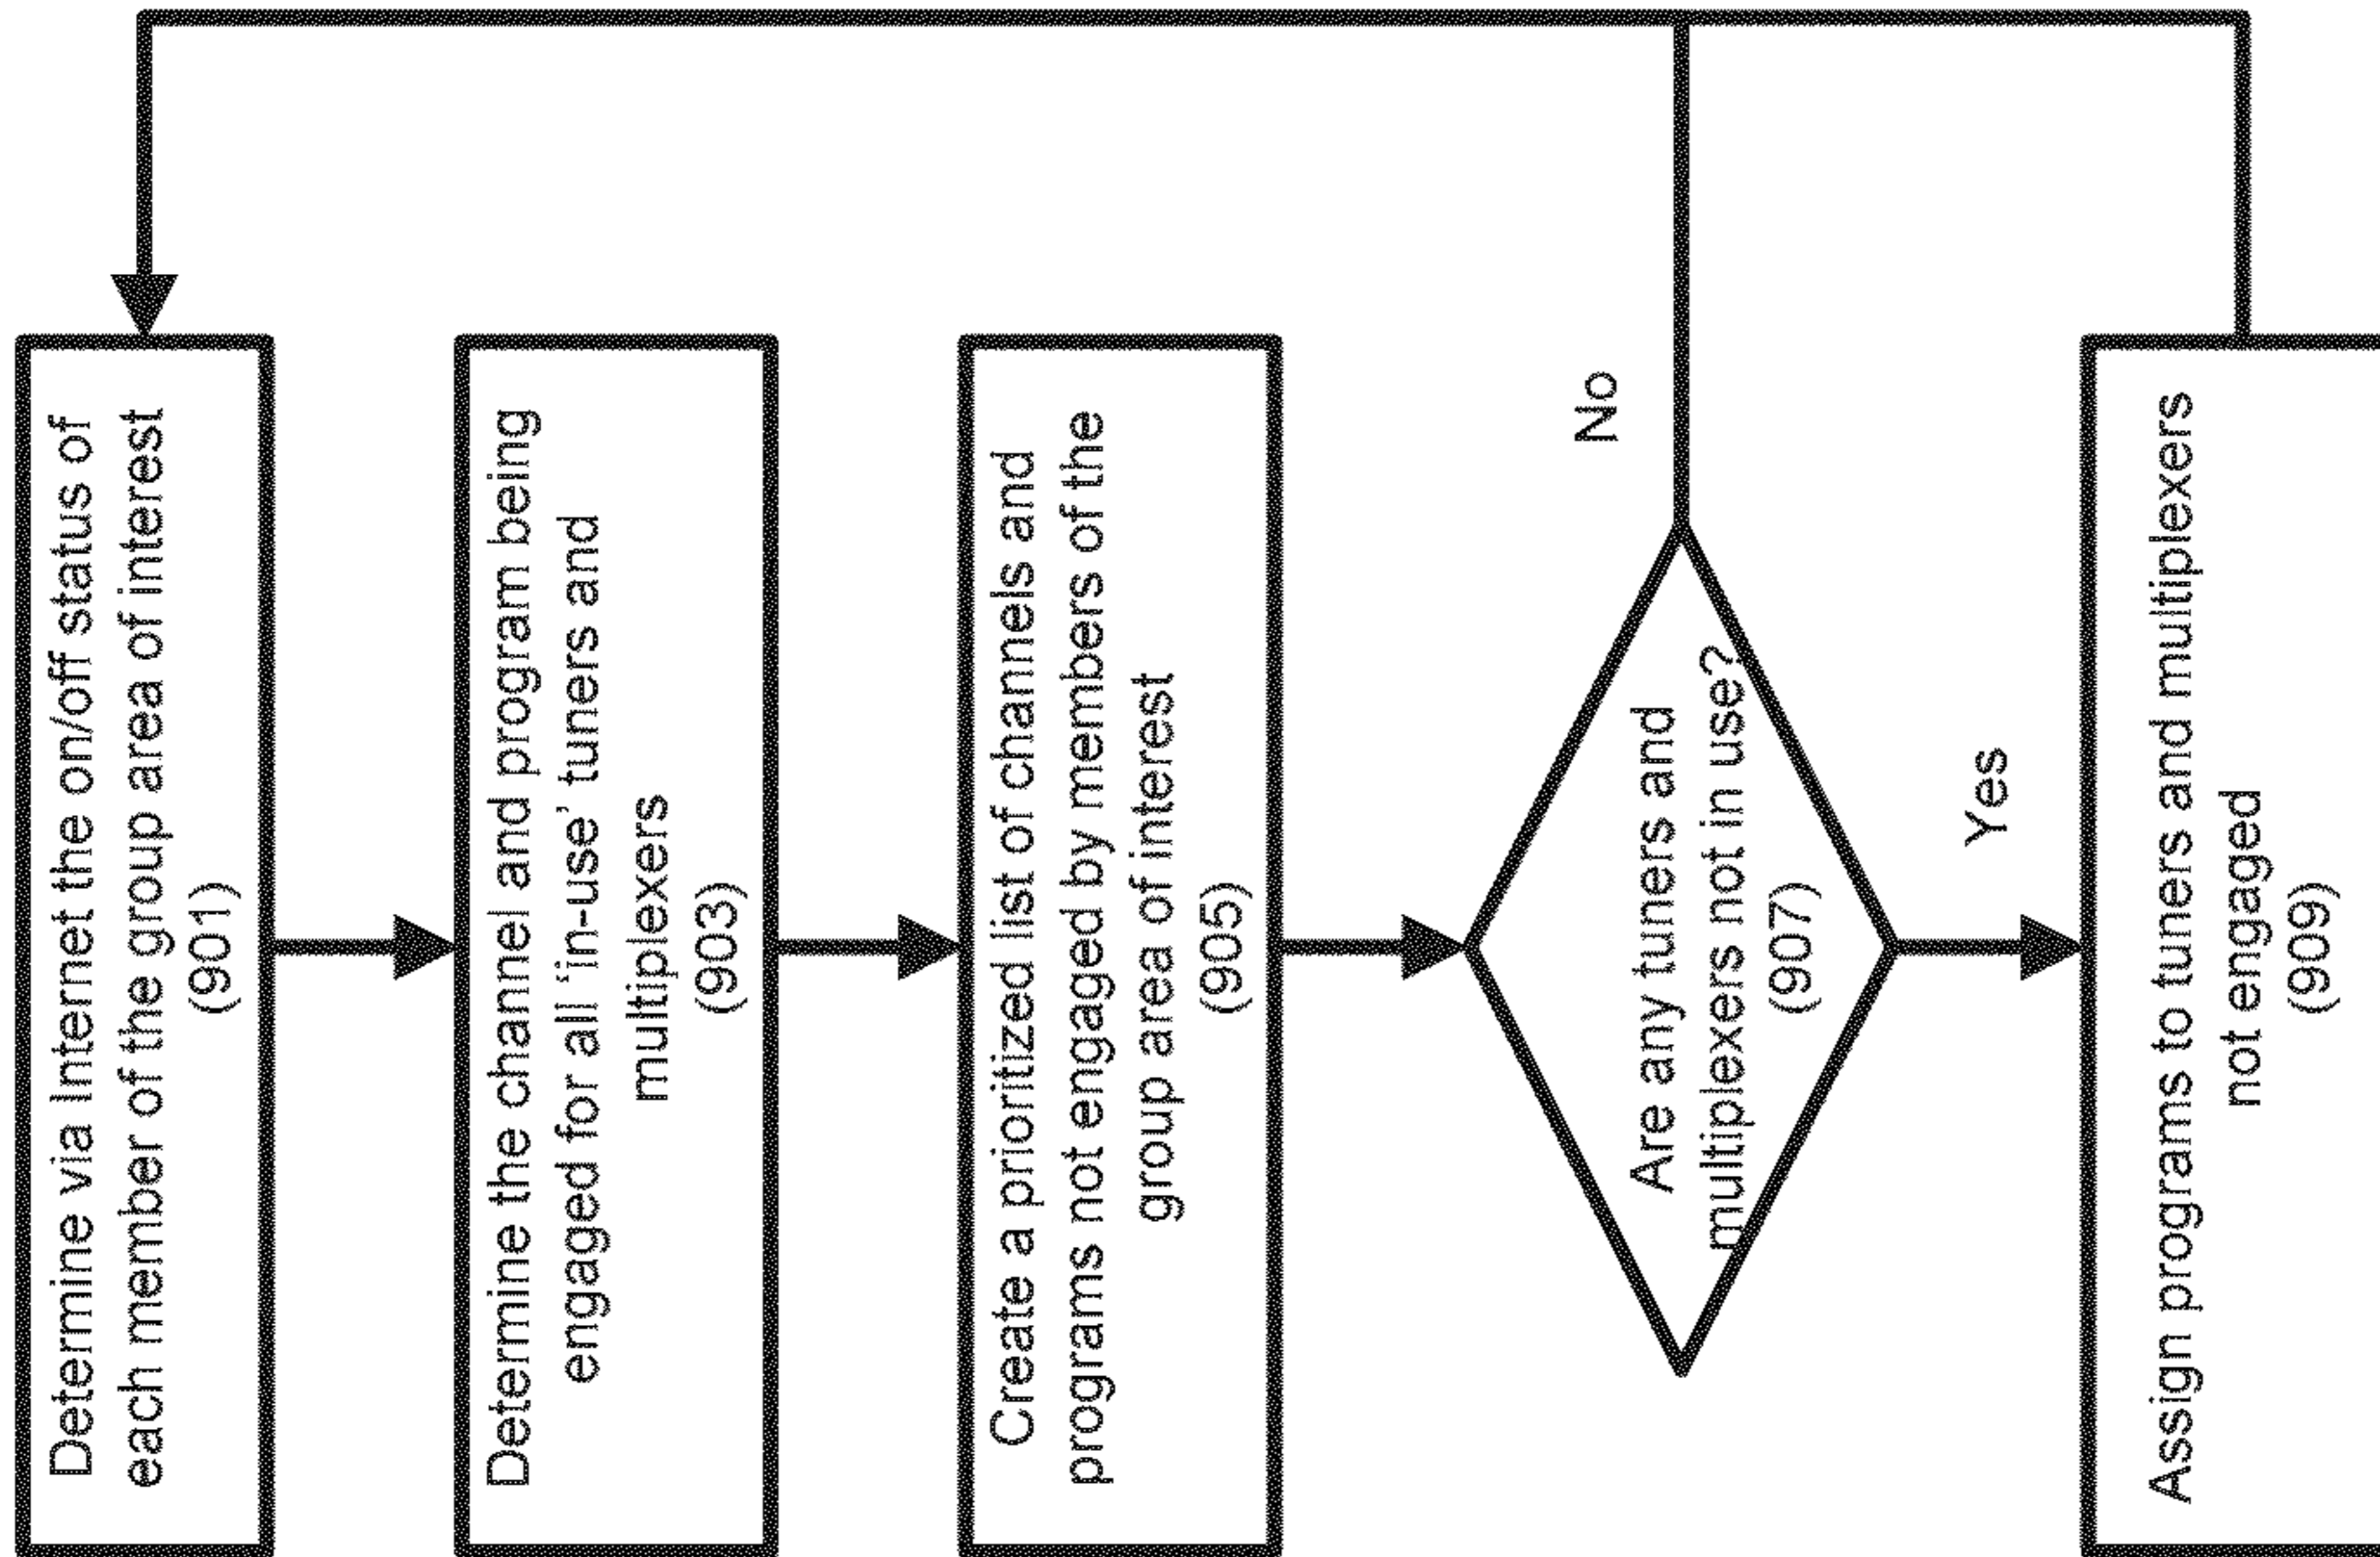 Determine via Internet the on/off status of
each member of the group area of interest
(901)
Determine the channel and program being
engaged for all 'in-use' tuners and
multiplexers
(903)
Create a prioritized list of channels and
programs not engaged by members of the
group area of interest
(905)
Are any tuners and
multiplexers not in use?
(907)
No
Yes
Assign programs to tuners and multiplexers
not engaged
(909)